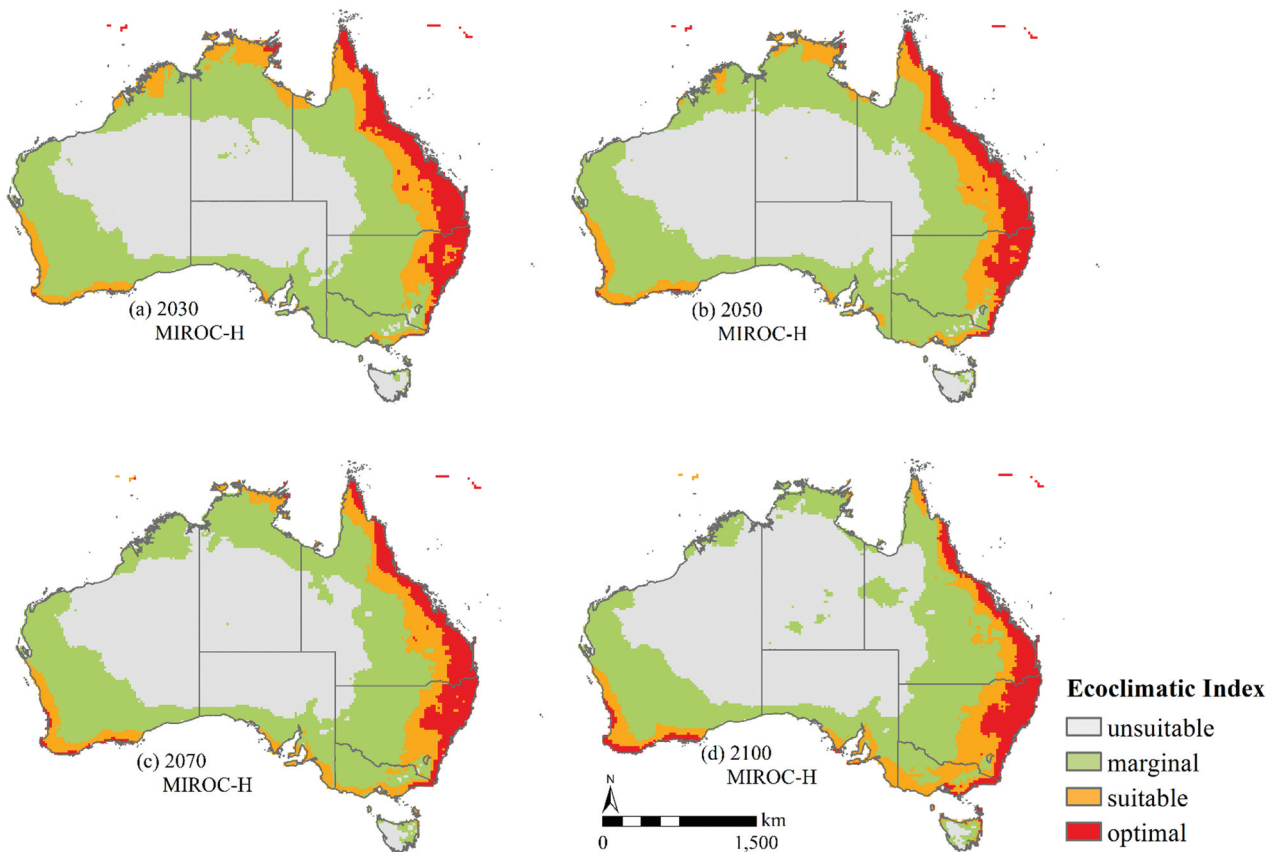 (a) 2030
MIROC-H
(b) 2050
MIROC-H
(c) 2070
MIROC-H
(d) 2100
MIROC-H
N
km
0 1,500
Ecoclimatic Index
unsuitable
marginal
suitable
optimal